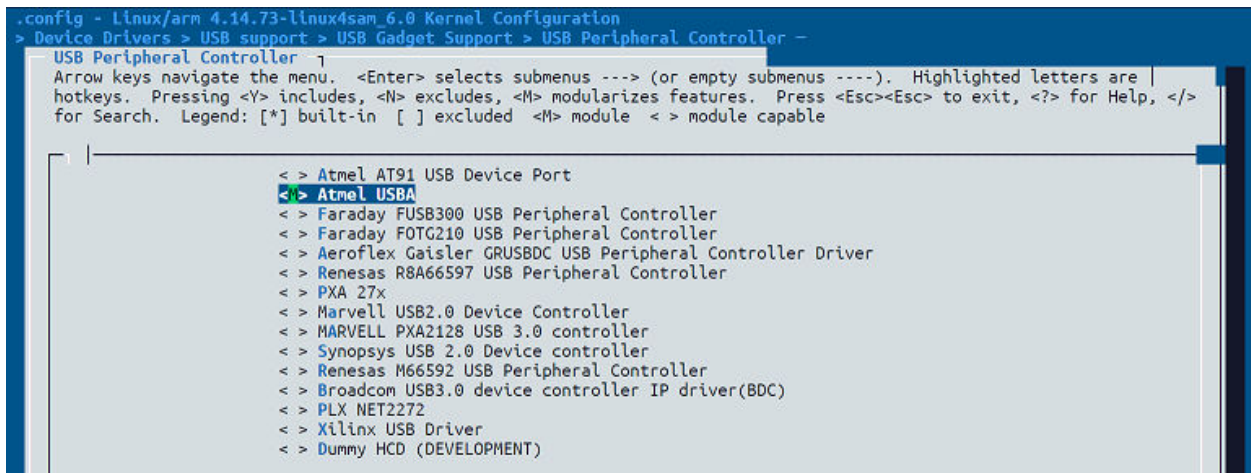 .config - Linux/arm 4.14.73-linux4sam_6.0 Kernel Configuration
> Device Drivers > USB support > USB Gadget Support > USB Peripheral Controller
USB Peripheral Controller
Arrow keys navigate the menu. <Enter> selects submenus ---> (or empty submenus ----). Highlighted letters are
hotkeys. Pressing <Y> includes, <N> excludes, <M> modularizes features. Press <Esc><Esc> to exit, <?> for Help, </>
for Search. Legend: [*] built-in [ ] excluded <M> module < > module capable
< > Atmel AT91 USB Device Port
<M> Atmel USBA
< > Faraday FUSB300 USB Peripheral Controller
< > Faraday FOTG210 USB Peripheral Controller
< > Aeroflex Gaisler GRUSBDC USB Peripheral Controller Driver
< > Renesas R8A66597 USB Peripheral Controller
< > PXA 27x
< > Marvell USB2.0 Device Controller
< > MARVELL PXA2128 USB 3.0 controller
< > Synopsys USB 2.0 Device controller
< > Renesas M66592 USB Peripheral Controller
< > Broadcom USB3.0 device controller IP driver(BDC)
< > PLX NET2272
< > Xilinx USB Driver
< > Dummy HCD (DEVELOPMENT)